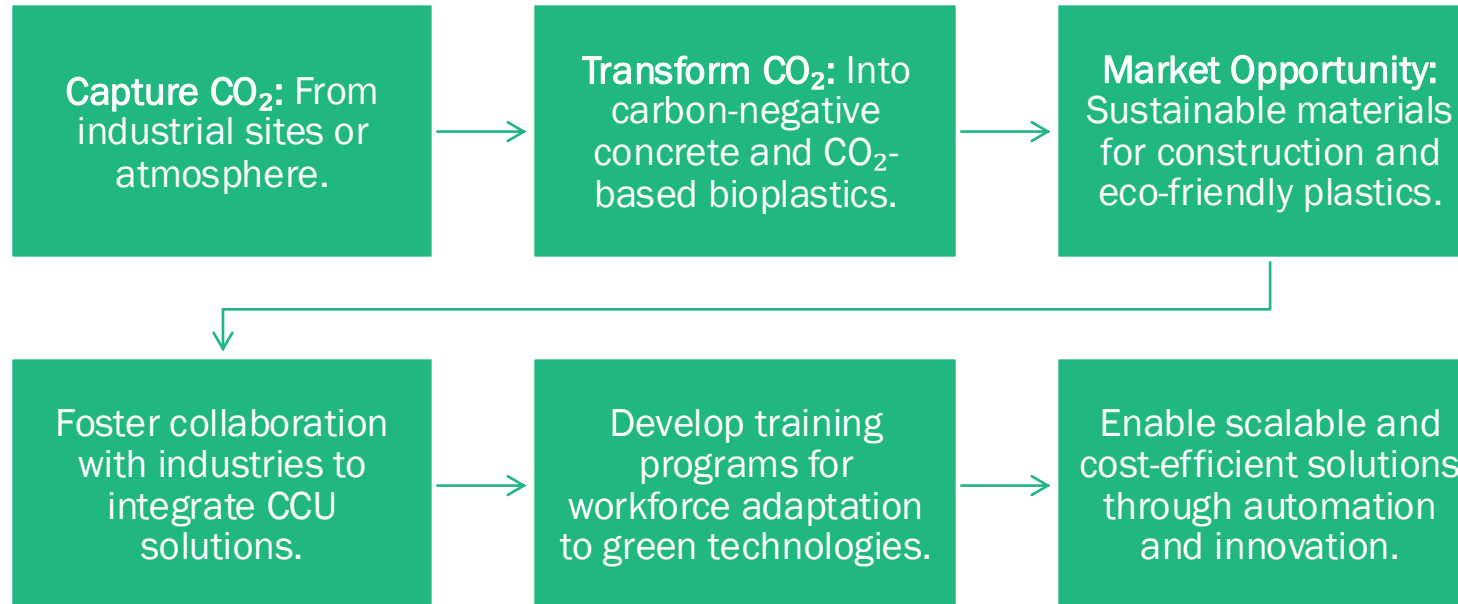 Capture CO₂: From
industrial sites or
atmosphere.
Transform CO₂: Into
carbon-negative
concrete and CO₂-
based bioplastics.
Market Opportunity:
Sustainable materials
for construction and
eco-friendly plastics.
Foster collaboration
with industries to
integrate CCU
solutions.
Develop training
programs for
workforce adaptation
to green technologies.
Enable scalable and
cost-efficient solutions
through automation
and innovation.